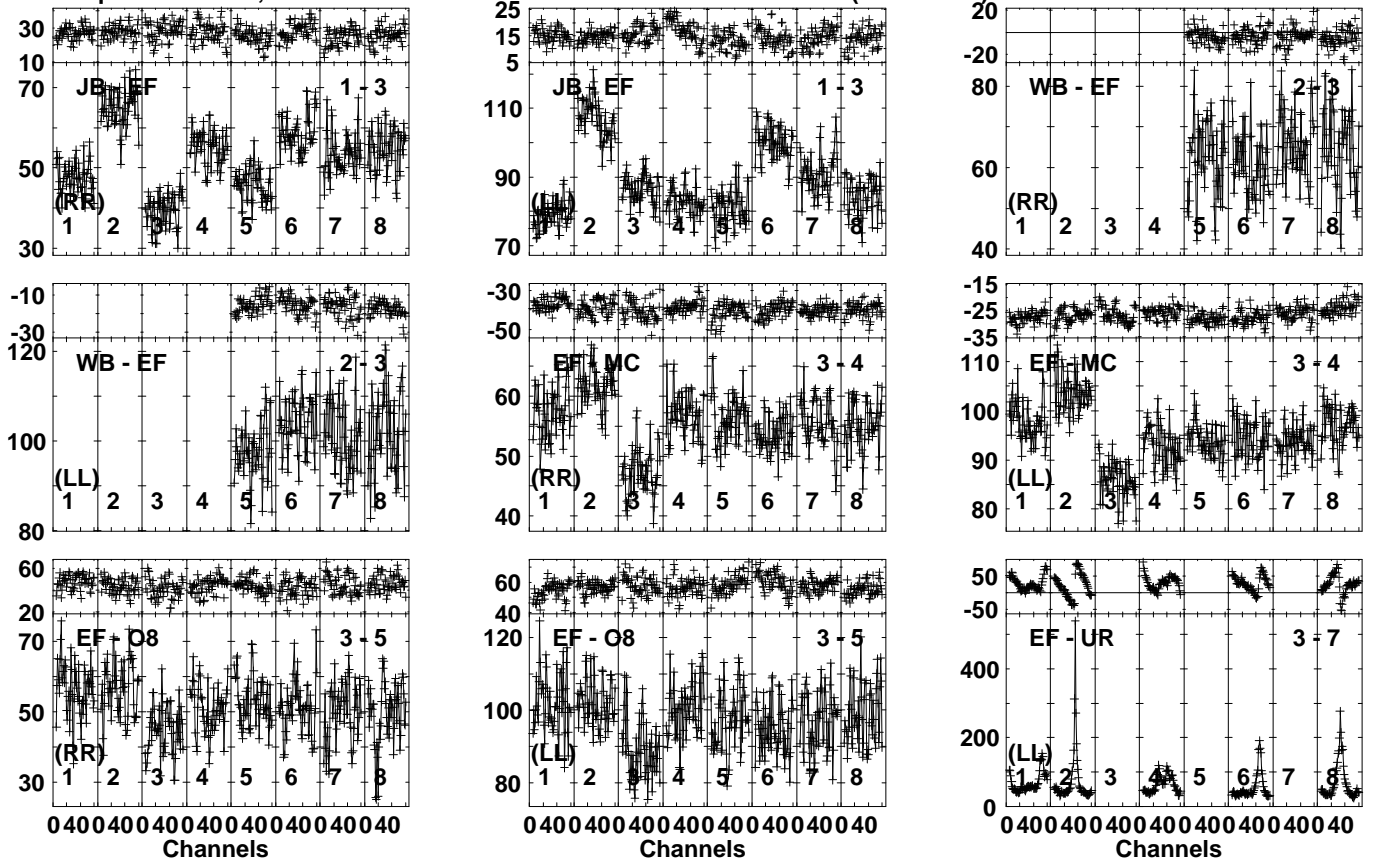 30
10
70
50
30
JB - EF 1 - 3
(RR)
1 2 3 4 5 6 7 8
25
15
5
110
90
70
JB - EF 1 - 3
(LL)
1 2 3 4 5 6 7 8
20
-20
80
60
40
WB - EF 2 - 3
(RR)
1 2 3 4 5 6 7 8
-10
-30
120
100
80
WB - EF 2 - 3
(LL)
1 2 3 4 5 6 7 8
-30
-50
60
50
40
EF - MC 3 - 4
(RR)
1 2 3 4 5 6 7 8
-15
-25
-35
110
100
90
80
EF - MC 3 - 4
(LL)
1 2 3 4 5 6 7 8
60
20
70
50
30
EF - O8 3 - 5
(RR)
1 2 3 4 5 6 7 8
0 40 0 40 0 40 0 40 0 40 0 40 0 40 0 40
Channels
60
40
120
100
80
EF - O8 3 - 5
(LL)
1 2 3 4 5 6 7 8
0 40 0 40 0 40 0 40 0 40 0 40 0 40 0 40
Channels
50
-50
400
200
0
EF - UR 3 - 7
(LL)
1 2 3 4 5 6 7 8
0 40 0 40 0 40 0 40 0 40 0 40 0 40 0 40
Channels